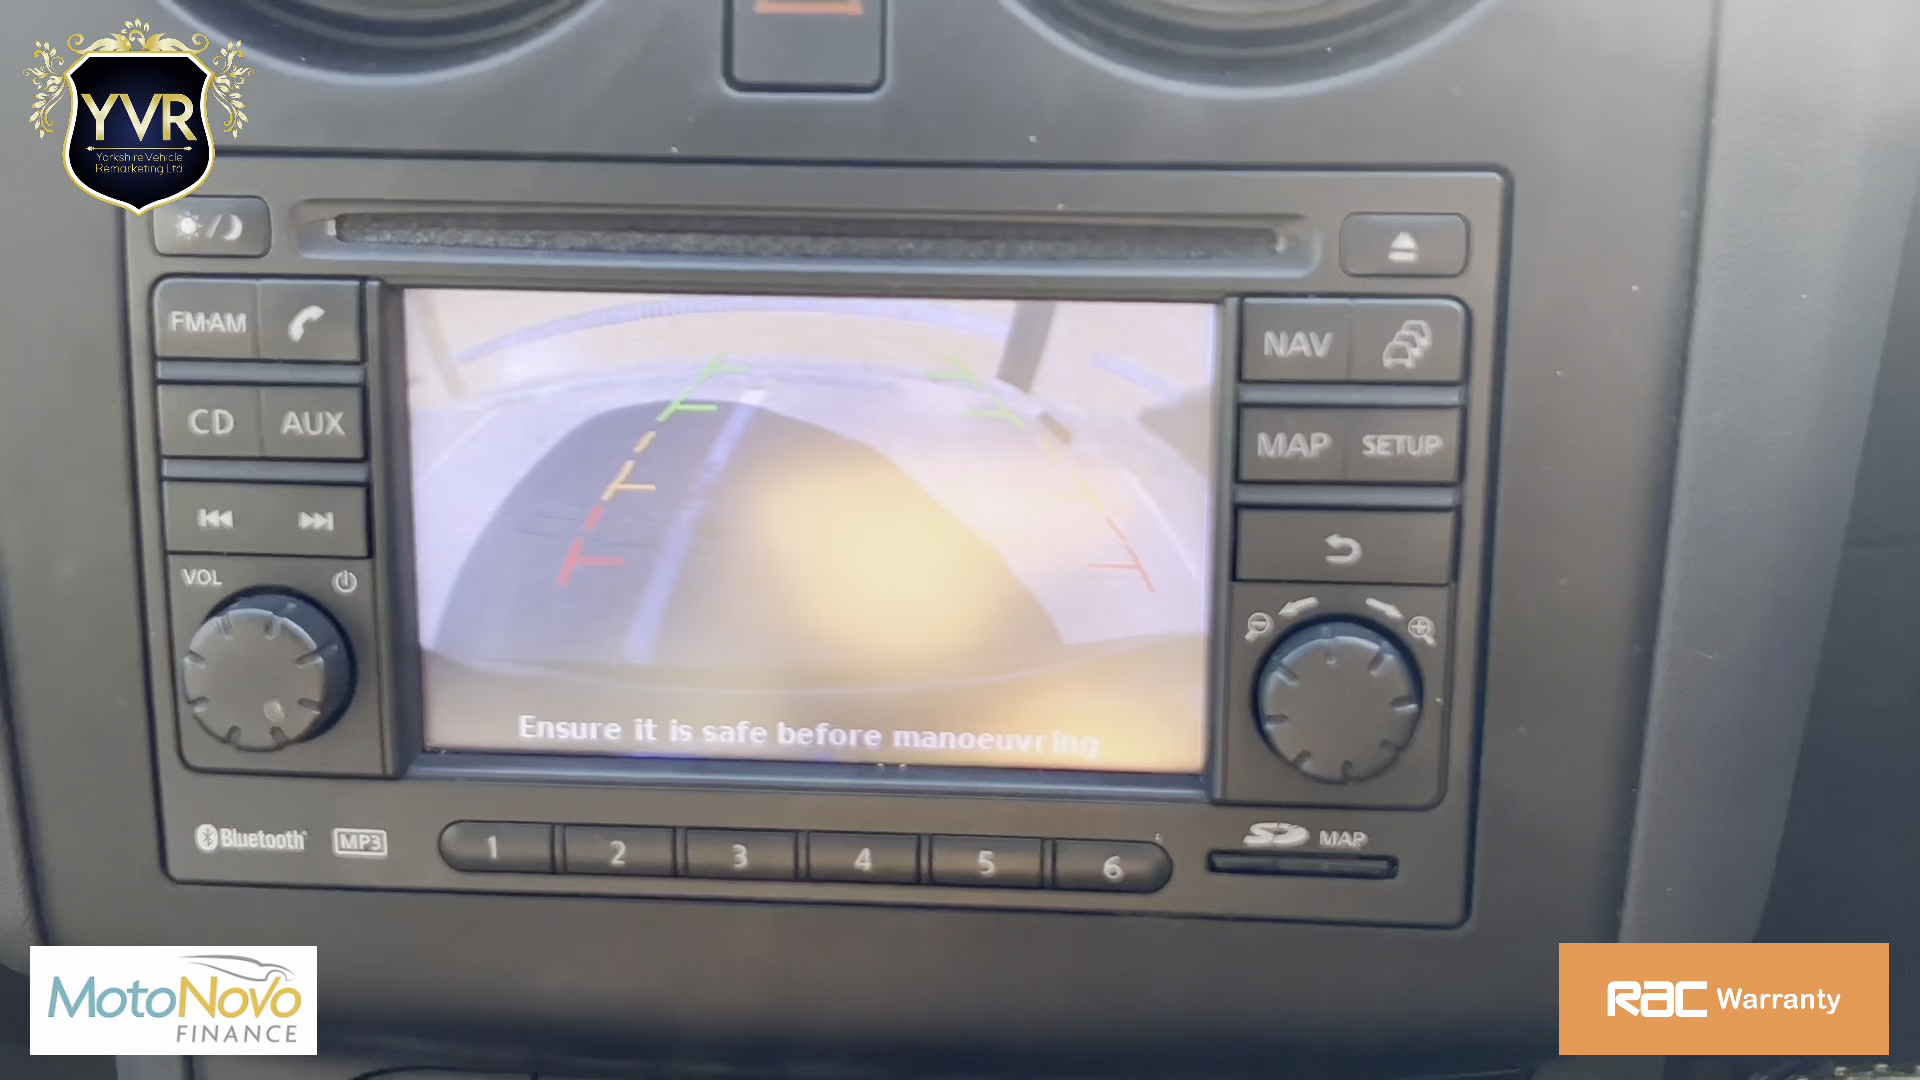 YVR
Yorkshire Vehicle
Remarketing Ltd
FM·AM
CD
AUX
VOL
NAV
MAP
SETUP
Ensure it is safe before manoeuvring
Bluetooth
MP3
1
2
3
4
5
6
SD
MAP
MotoNovo
FINANCE
RAC Warranty